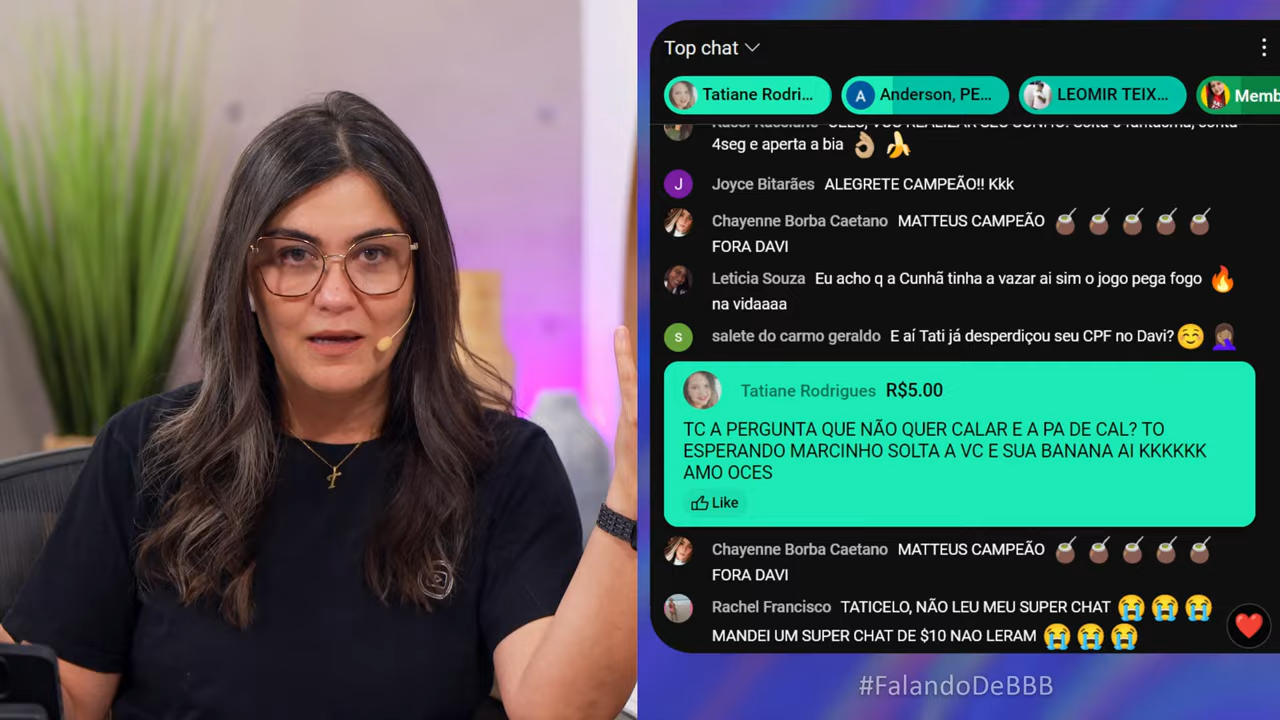 Top chat
Tatiane Rodri...
Anderson, PE...
LEOMIR TEIX...
Memb
4seg e aperta a bia
J Joyce Bitarães ALEGRETE CAMPEÃO!! Kkk
Chayenne Borba Caetano MATTEUS CAMPEÃO
FORA DAVI
Leticia Souza Eu acho q a Cunhã tinha a vazar ai sim o jogo pega fogo
na vidaaaa
s salete do carmo geraldo E aí Tati já desperdiçou seu CPF no Davi?
Tatiane Rodrigues R$5.00
TC A PERGUNTA QUE NÃO QUER CALAR E A PA DE CAL? TO
ESPERANDO MARCINHO SOLTA A VC E SUA BANANA AI KKKKKK
AMO OCES
Like
Chayenne Borba Caetano MATTEUS CAMPEÃO
FORA DAVI
Rachel Francisco TATICELO, NÃO LEU MEU SUPER CHAT
MANDEI UM SUPER CHAT DE $10 NAO LERAM
#FalandoDeBBB